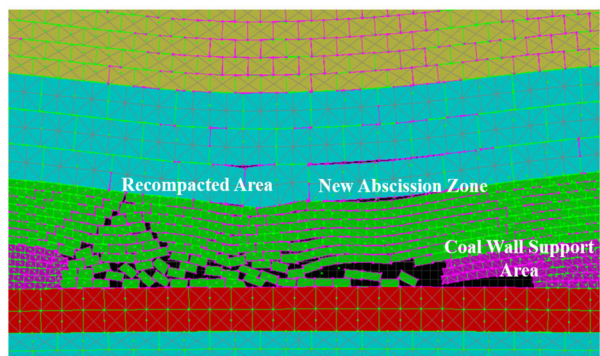 Recompacted Area
New Abscission Zone
Coal Wall Support
Area